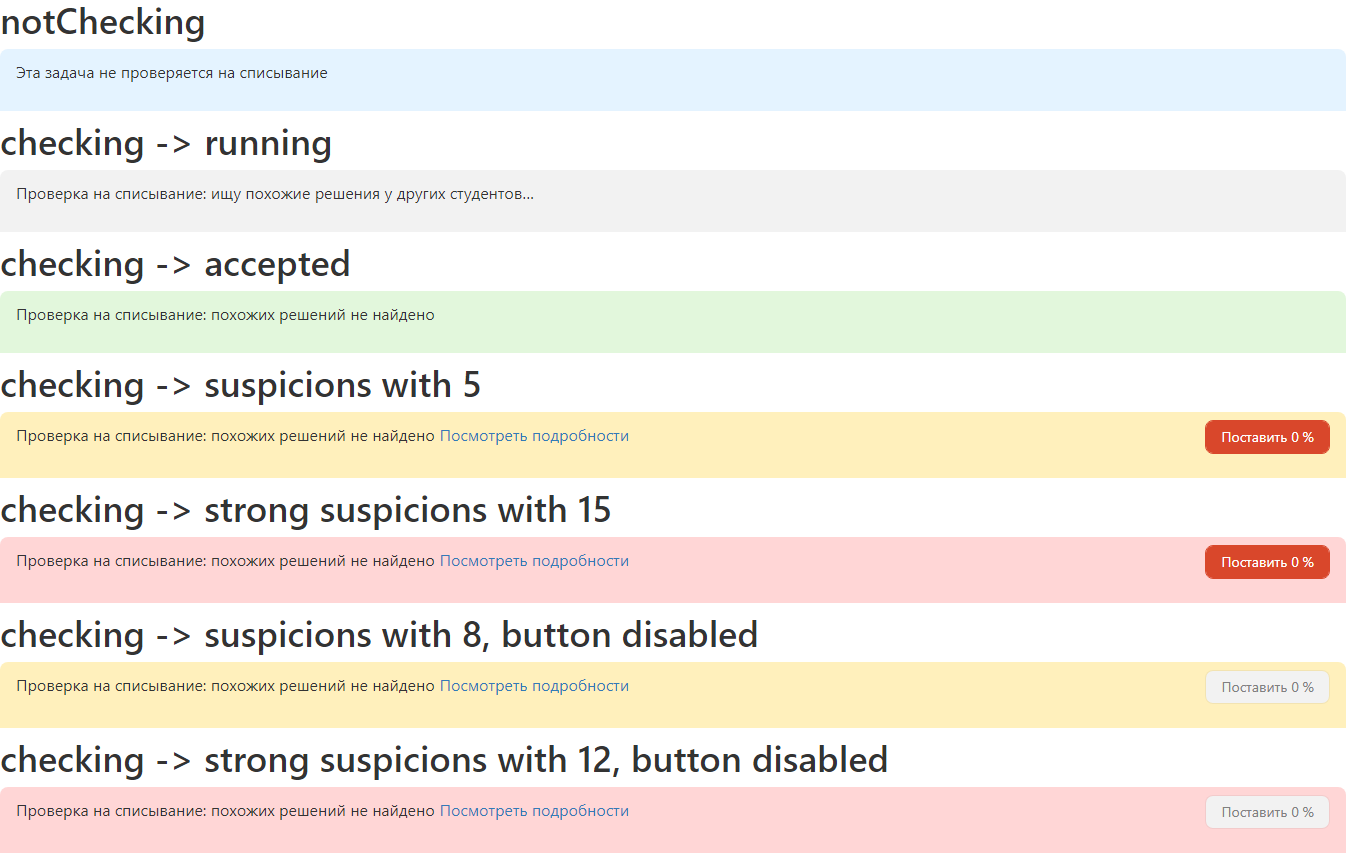 notChecking
Эта задача не проверяется на списывание
checking -> running
Проверка на списывание: ищу похожие решения у других студентов...
checking -> accepted
Проверка на списывание: похожих решений не найдено
checking -> suspicions with 5
Проверка на списывание: похожих решений не найдено Посмотреть подробности Поставить 0 %
checking -> strong suspicions with 15
Проверка на списывание: похожих решений не найдено Посмотреть подробности Поставить 0 %
checking -> suspicions with 8, button disabled
Проверка на списывание: похожих решений не найдено Посмотреть подробности Поставить 0 %
checking -> strong suspicions with 12, button disabled
Проверка на списывание: похожих решений не найдено Посмотреть подробности Поставить 0 %